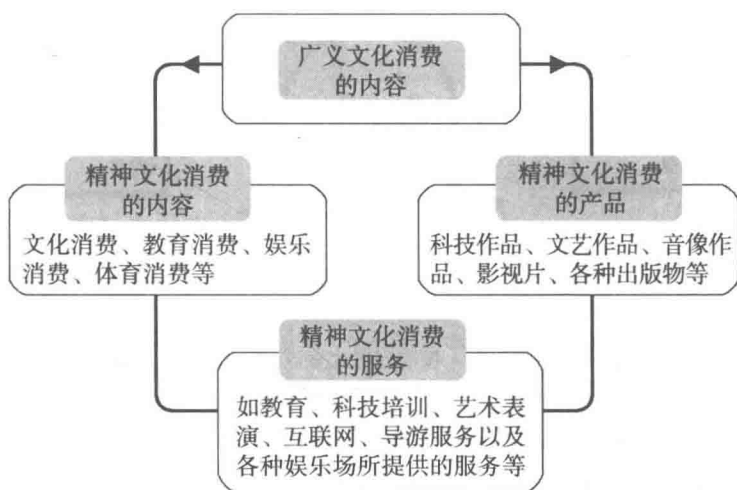 广义文化消费
的内容
精神文化消费
的内容
文化消费、教育消费、娱乐
消费、体育消费等
精神文化消费
的产品
科技作品、文艺作品、音像作
品、影视片、各种出版物等
精神文化消费
的服务
如教育、科技培训、艺术表
演、互联网、导游服务以及
各种娱乐场所提供的服务等